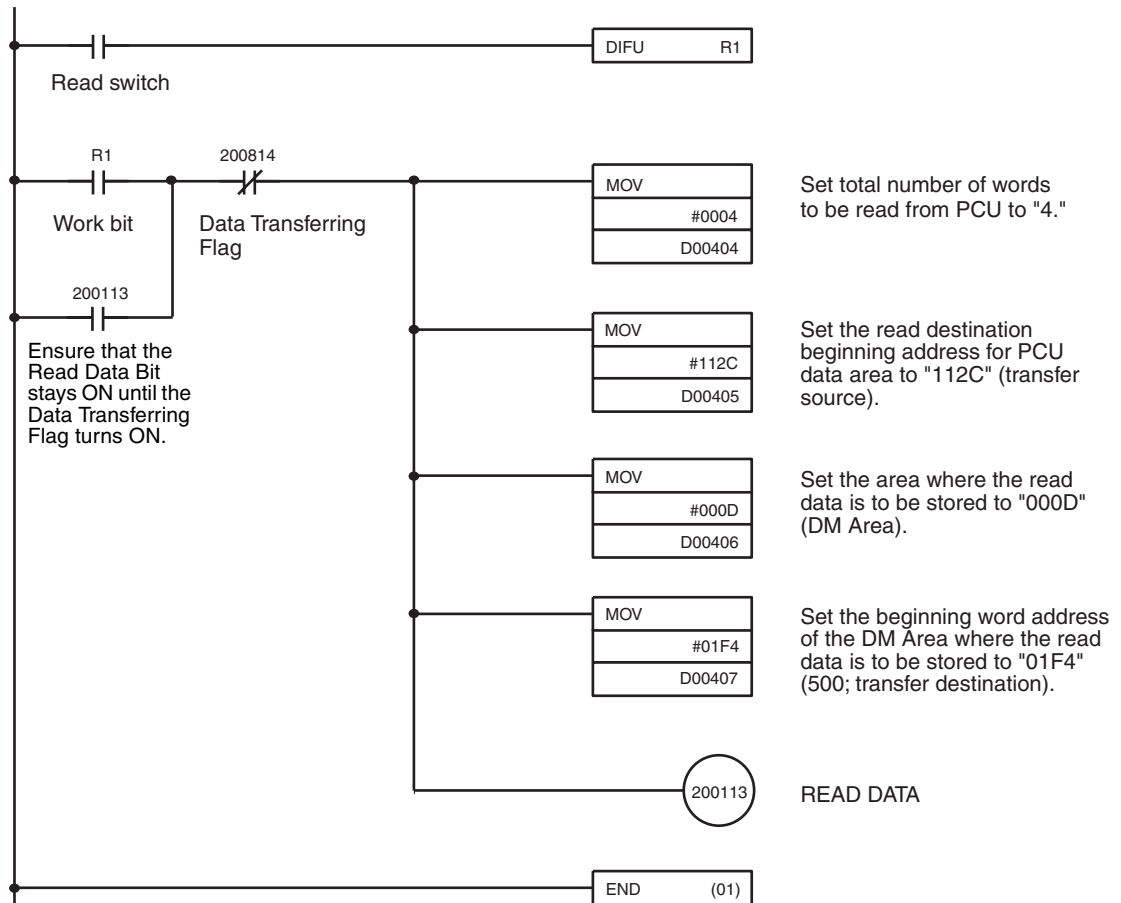 DIFU R1
Read switch
R1
200814
Work bit
Data Transferring
Flag
MOV
#0004
D00404
Set total number of words
to be read from PCU to "4."
200113
Ensure that the
Read Data Bit
stays ON until the
Data Transferring
Flag turns ON.
MOV
#112C
D00405
Set the read destination
beginning address for PCU
data area to "112C" (transfer
source).
MOV
#000D
D00406
Set the area where the read
data is to be stored to "000D"
(DM Area).
MOV
#01F4
D00407
Set the beginning word address
of the DM Area where the read
data is to be stored to "01F4"
(500; transfer destination).
200113
READ DATA
END (01)